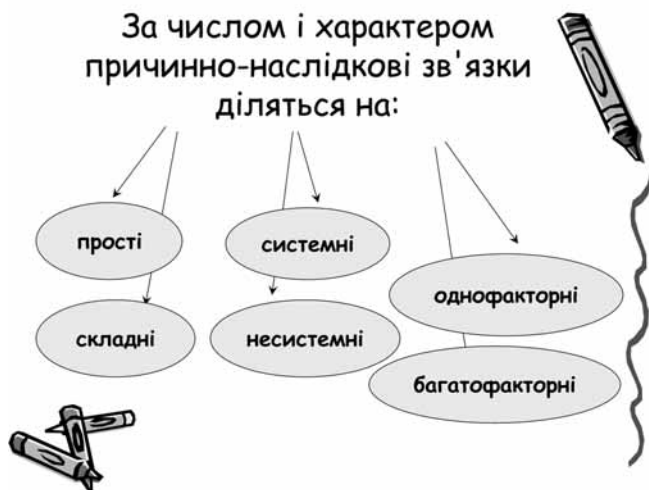 За числом і характером
причинно-наслідкові зв'язки
діляться на:
прості
системні
однофакторні
складні
несистемні
багатофакторні